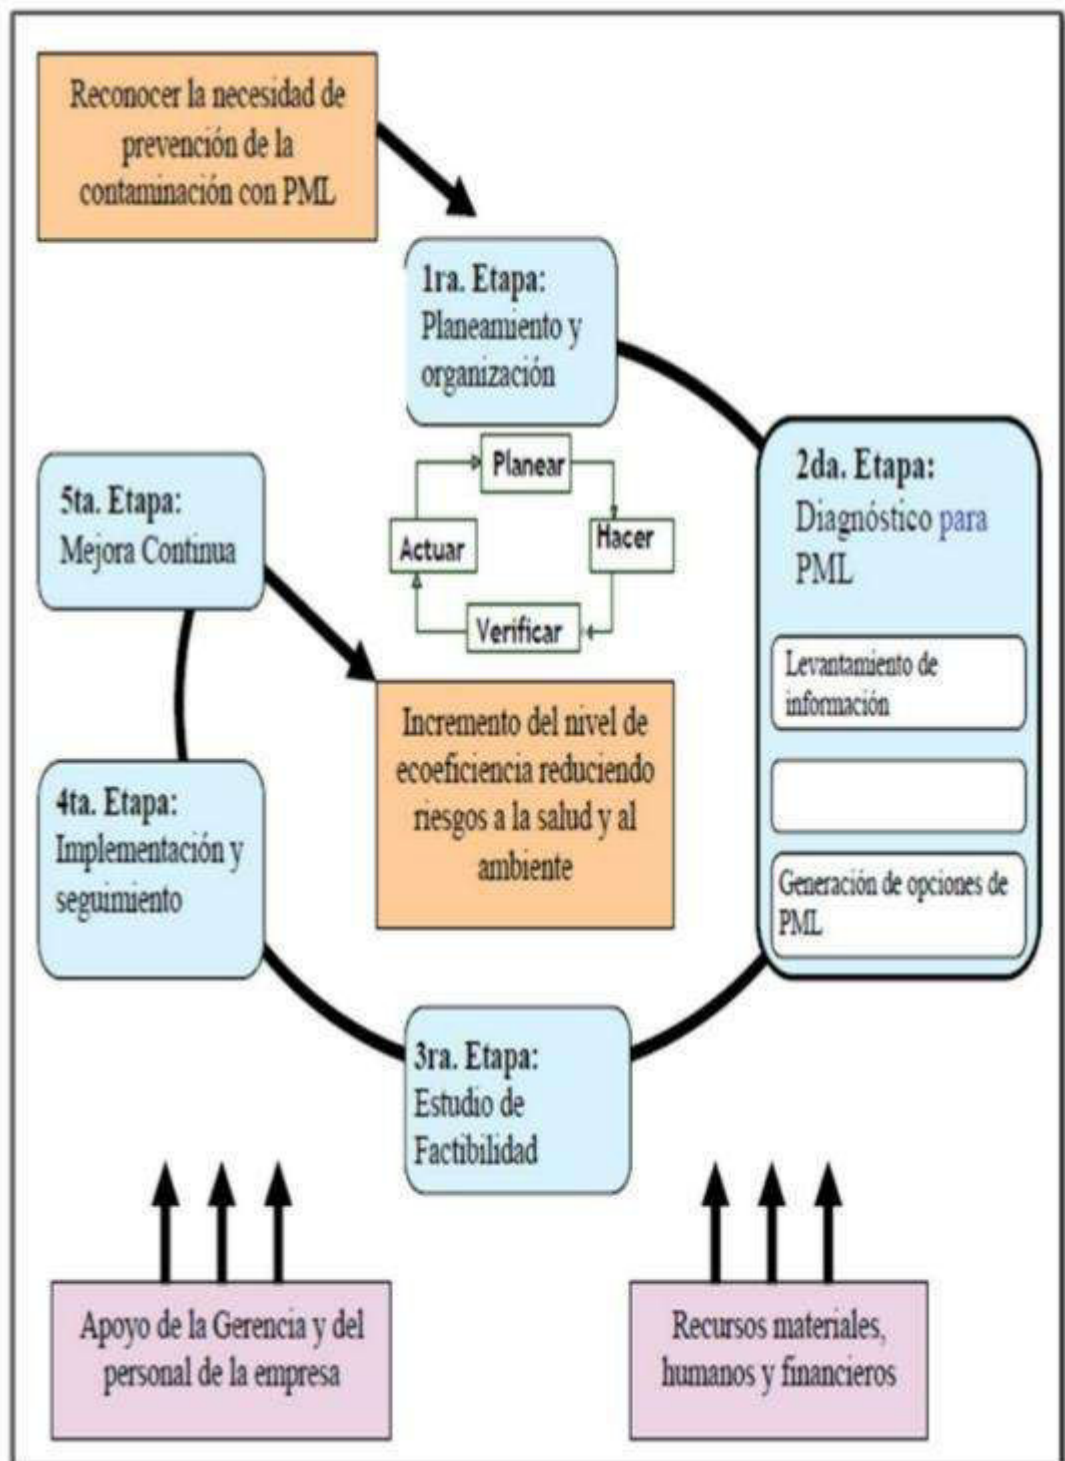 Reconocer la necesidad de
prevención de la
contaminación con PML
1ra. Etapa:
Planeamiento y
organización
2da. Etapa:
Diagnóstico para
PML
Levantamiento de
información
Generación de opciones de
PML
Planear
Hacer
Verificar
Actuar
5ta. Etapa:
Mejora Continua
Incremento del nivel de
ecoeficiencia reduciendo
riesgos a la salud y al
ambiente
4ta. Etapa:
Implementación y
seguimiento
3ra. Etapa:
Estudio de
Factibilidad
Apoyo de la Gerencia y del
personal de la empresa
Recursos materiales,
humanos y financieros